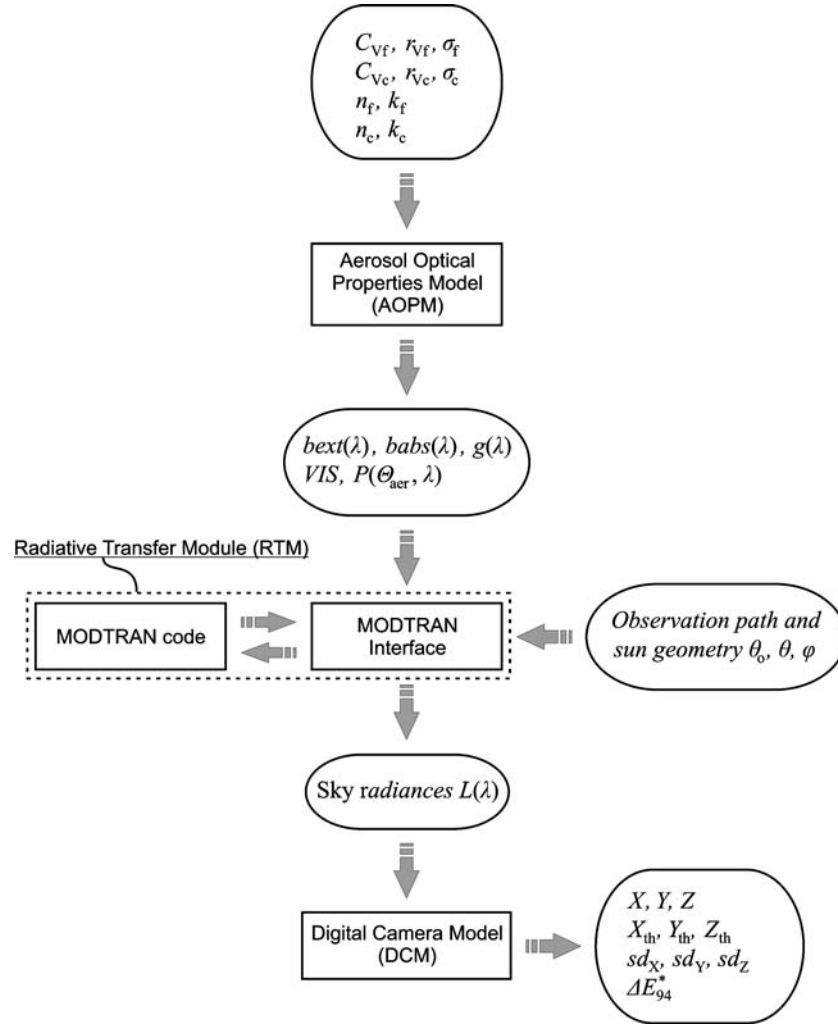 C_Vf, r_Vf, σ_f
C_Vc, r_Vc, σ_c
n_f, k_f
n_c, k_c
Aerosol Optical
Properties Model
(AOPM)
bext(λ), babs(λ), g(λ)
VIS, P(Θ_aer, λ)
Radiative Transfer Module (RTM)
MODTRAN code
MODTRAN
Interface
Observation path and
sun geometry θ_o, θ, φ
Sky radiances L(λ)
Digital Camera Model
(DCM)
X, Y, Z
X_th, Y_th, Z_th
sd_X, sd_Y, sd_Z
ΔE*_94